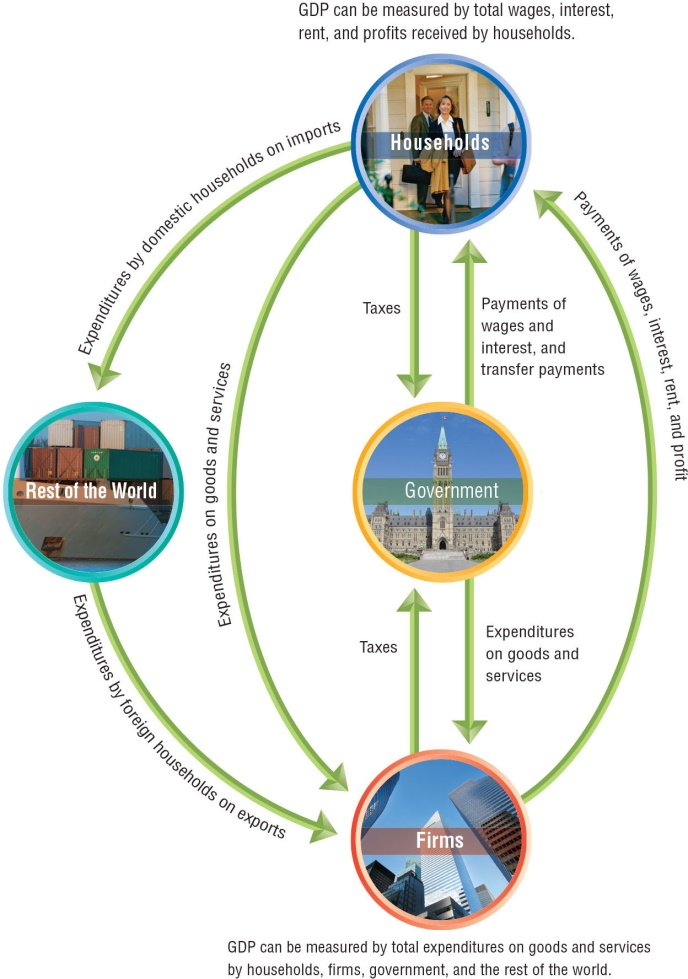 GDP can be measured by total wages, interest,
rent, and profits received by households.
Households
Expenditures by domestic households on imports
Payments of wages, interest, rent, and profit
Taxes
Payments of
wages and
interest, and
transfer payments
Expenditures on goods and services
Rest of the World
Government
Expenditures by foreign households on exports
Taxes
Expenditures
on goods and
services
Firms
GDP can be measured by total expenditures on goods and services
by households, firms, government, and the rest of the world.